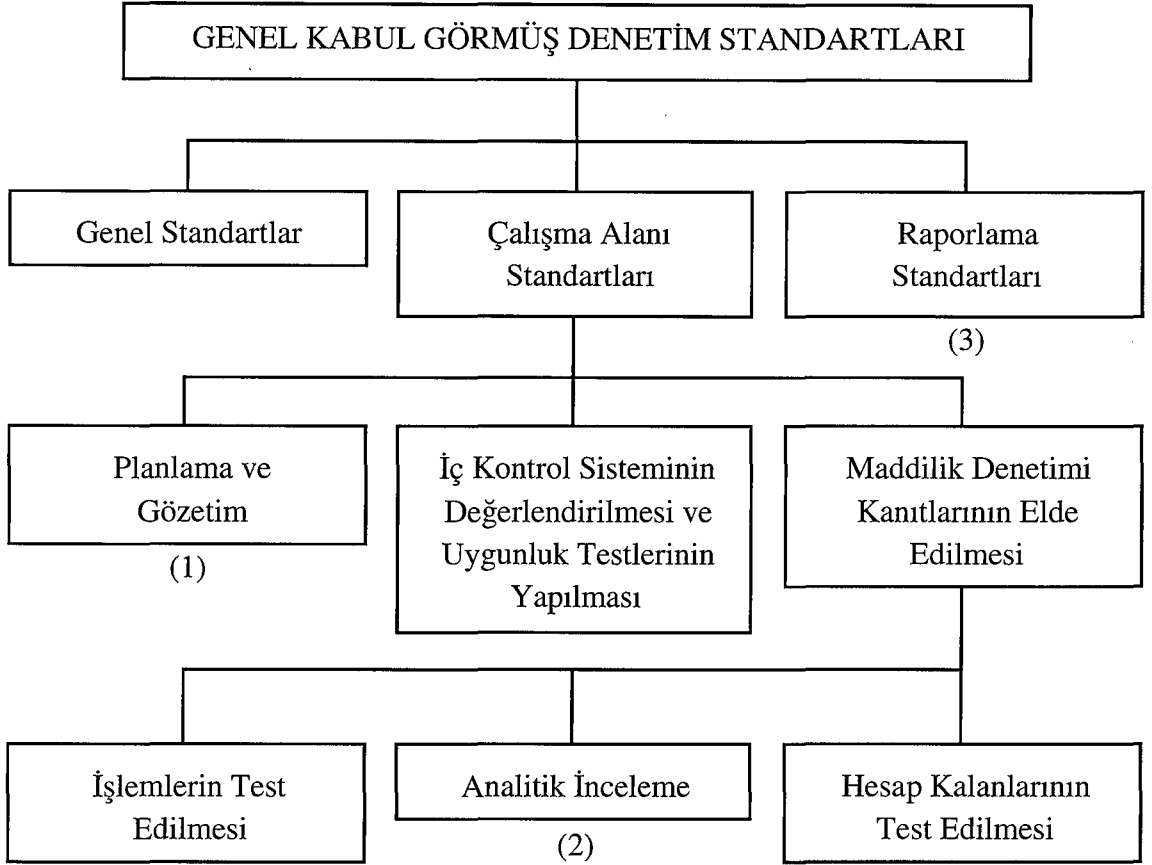 GENEL KABUL GÖRMÜŞ DENETİM STANDARTLARI
Genel Standartlar
Çalışma Alanı
Standartları
Raporlama
Standartları
(3)
Planlama ve
Gözetim
(1)
İç Kontrol Sisteminin
Değerlendirilmesi ve
Uygunluk Testlerinin
Yapılması
Maddilik Denetimi
Kanıtlarının Elde
Edilmesi
İşlemlerin Test
Edilmesi
Analitik İnceleme
(2)
Hesap Kalanlarının
Test Edilmesi